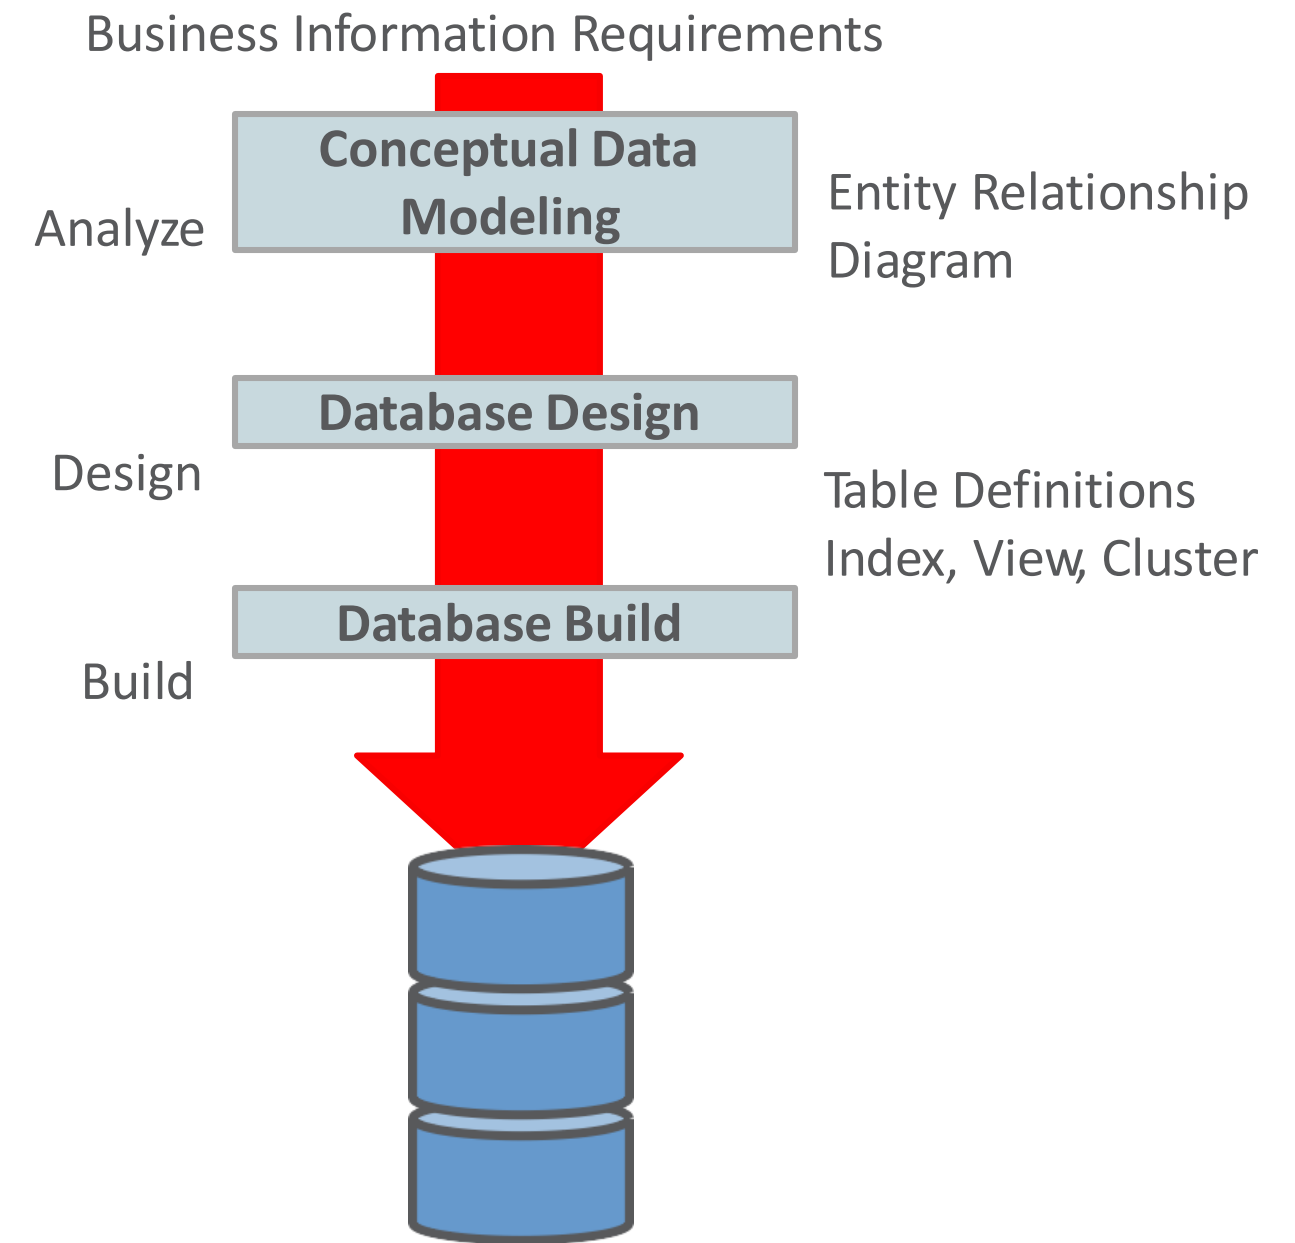 Business Information Requirements
Conceptual Data
Modeling
Analyze
Entity Relationship
Diagram
Database Design
Design
Table Definitions
Index, View, Cluster
Database Build
Build